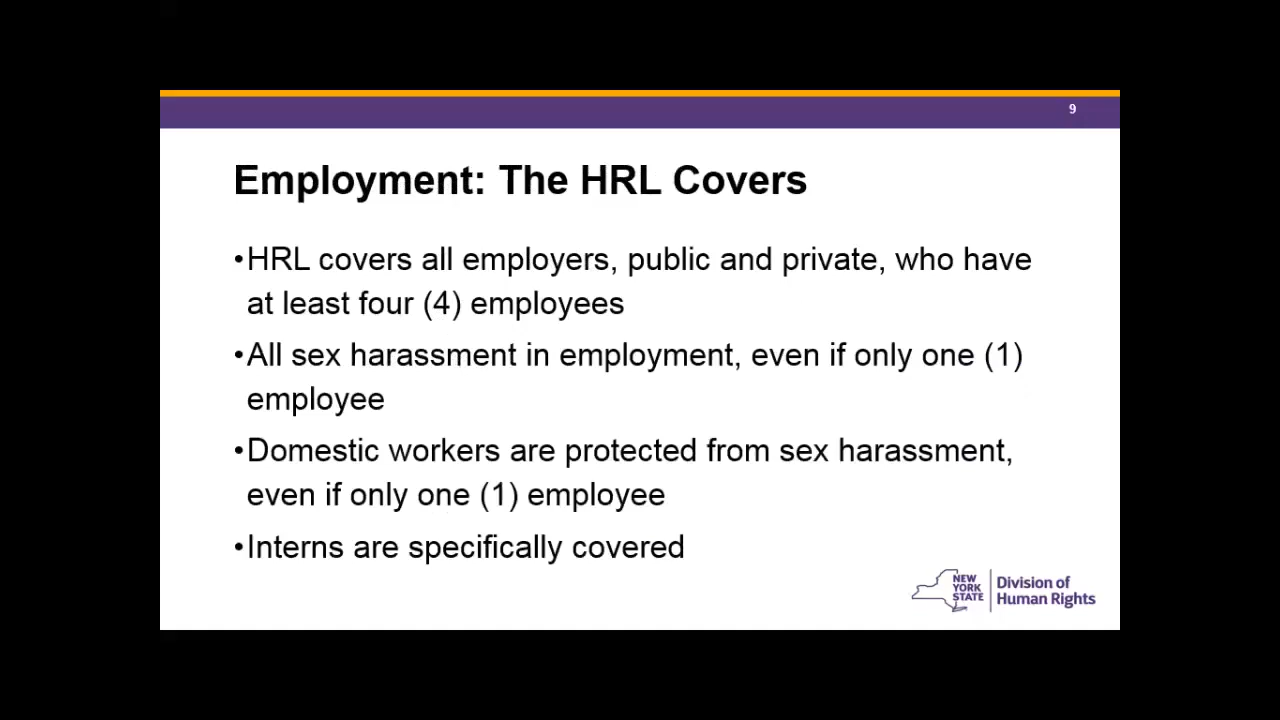 9
Employment: The HRL Covers
•HRL covers all employers, public and private, who have
at least four (4) employees
•All sex harassment in employment, even if only one (1)
employee
•Domestic workers are protected from sex harassment,
even if only one (1) employee
•Interns are specifically covered
NEW
YORK
STATE
Division of
Human Rights